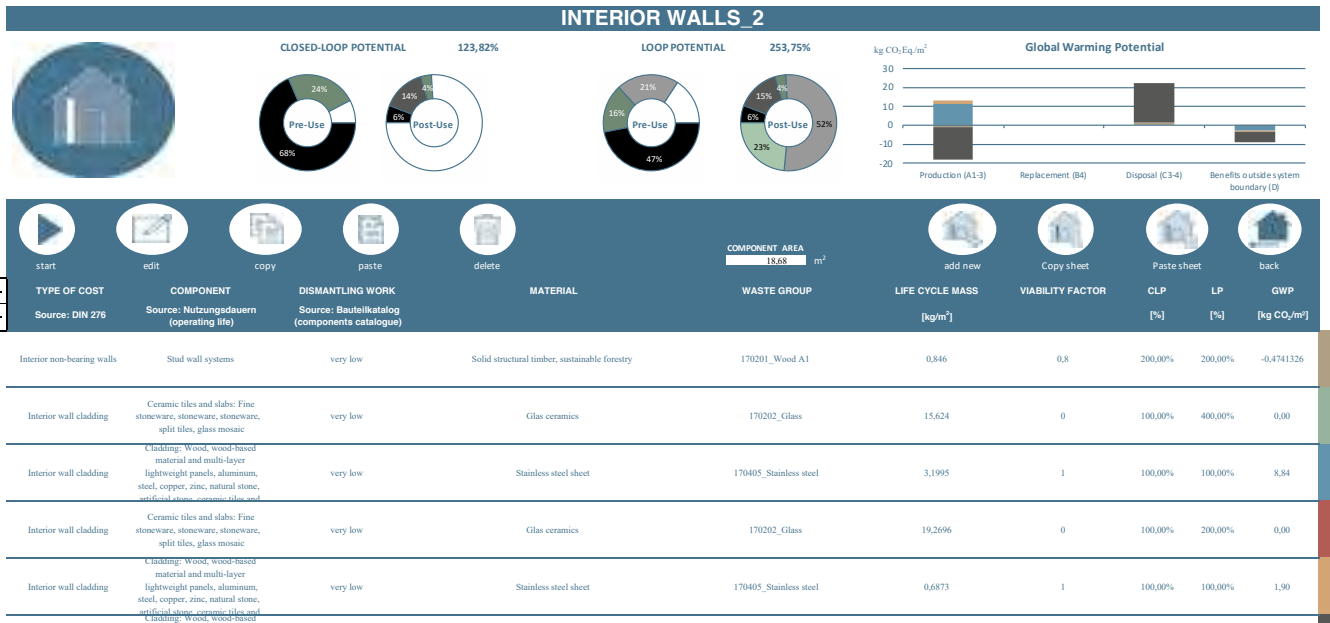 INTERIOR WALLS_2
CLOSED-LOOP POTENTIAL 123,82%
24%
68%
Pre-Use
4%
14%
6%
Post-Use
LOOP POTENTIAL 253,75%
21%
16%
47%
Pre-Use
4%
15%
6%
52%
23%
Post-Use
kg CO2Eq./m²
Global Warming Potential
30
20
10
0
-10
-20
Production (A1-3)
Replacement (B4)
Disposal (C3-4)
Benefits outside system
boundary (D)
start
edit
copy
paste
delete
COMPONENT AREA
18,68 m²
add new
Copy sheet
Paste sheet
back
TYPE OF COST COMPONENT DISMANTLING WORK MATERIAL WASTE GROUP LIFE CYCLE MASS VIABILITY FACTOR CLP LP GWP
Source: DIN 276
Source: Nutzungsdauern
(operating life)
Source: Bauteilkatalog
(components catalogue)
[kg/m²] [%] [%] [kg CO₂/m²]
Interior non-bearing walls
Stud wall systems
very low
Solid structural timber, sustainable forestry
170201_Wood A1
0,846
0,8
200,00%
200,00%
-0,4741326
Interior wall cladding
Ceramic tiles and slabs: Fine
stoneware, stoneware, stoneware,
split tiles, glass mosaic
very low
Glas ceramics
170202_Glass
15,624
0
100,00%
400,00%
0,00
Interior wall cladding
Cladding: Wood, wood-based
material and multi-layer
lightweight panels, aluminum,
steel, copper, zinc, natural stone,
artificial stone, ceramic tiles and
very low
Stainless steel sheet
170405_Stainless steel
3,1995
1
100,00%
100,00%
8,84
Interior wall cladding
Ceramic tiles and slabs: Fine
stoneware, stoneware, stoneware,
split tiles, glass mosaic
very low
Glas ceramics
170202_Glass
19,2696
0
100,00%
200,00%
0,00
Interior wall cladding
Cladding: Wood, wood-based
material and multi-layer
lightweight panels, aluminum,
steel, copper, zinc, natural stone,
artificial stone, ceramic tiles and
very low
Stainless steel sheet
170405_Stainless steel
0,6873
1
100,00%
100,00%
1,90
Cladding: Wood, wood-based